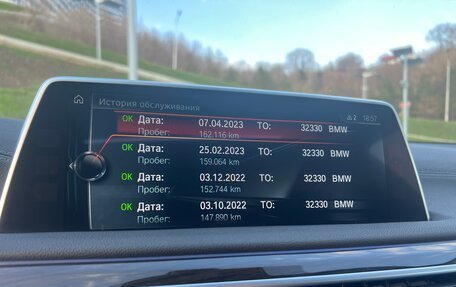 История обслуживания
2 18:57
OK Дата: 07.04.2023 ТО: 32330 BMW
Пробег: 162.116 km
OK Дата: 25.02.2023 ТО: 32330 BMW
Пробег: 159.064 km
OK Дата: 03.12.2022 ТО: 32330 BMW
Пробег: 152.744 km
OK Дата: 03.10.2022 ТО: 32330 BMW
Пробег: 147.890 km